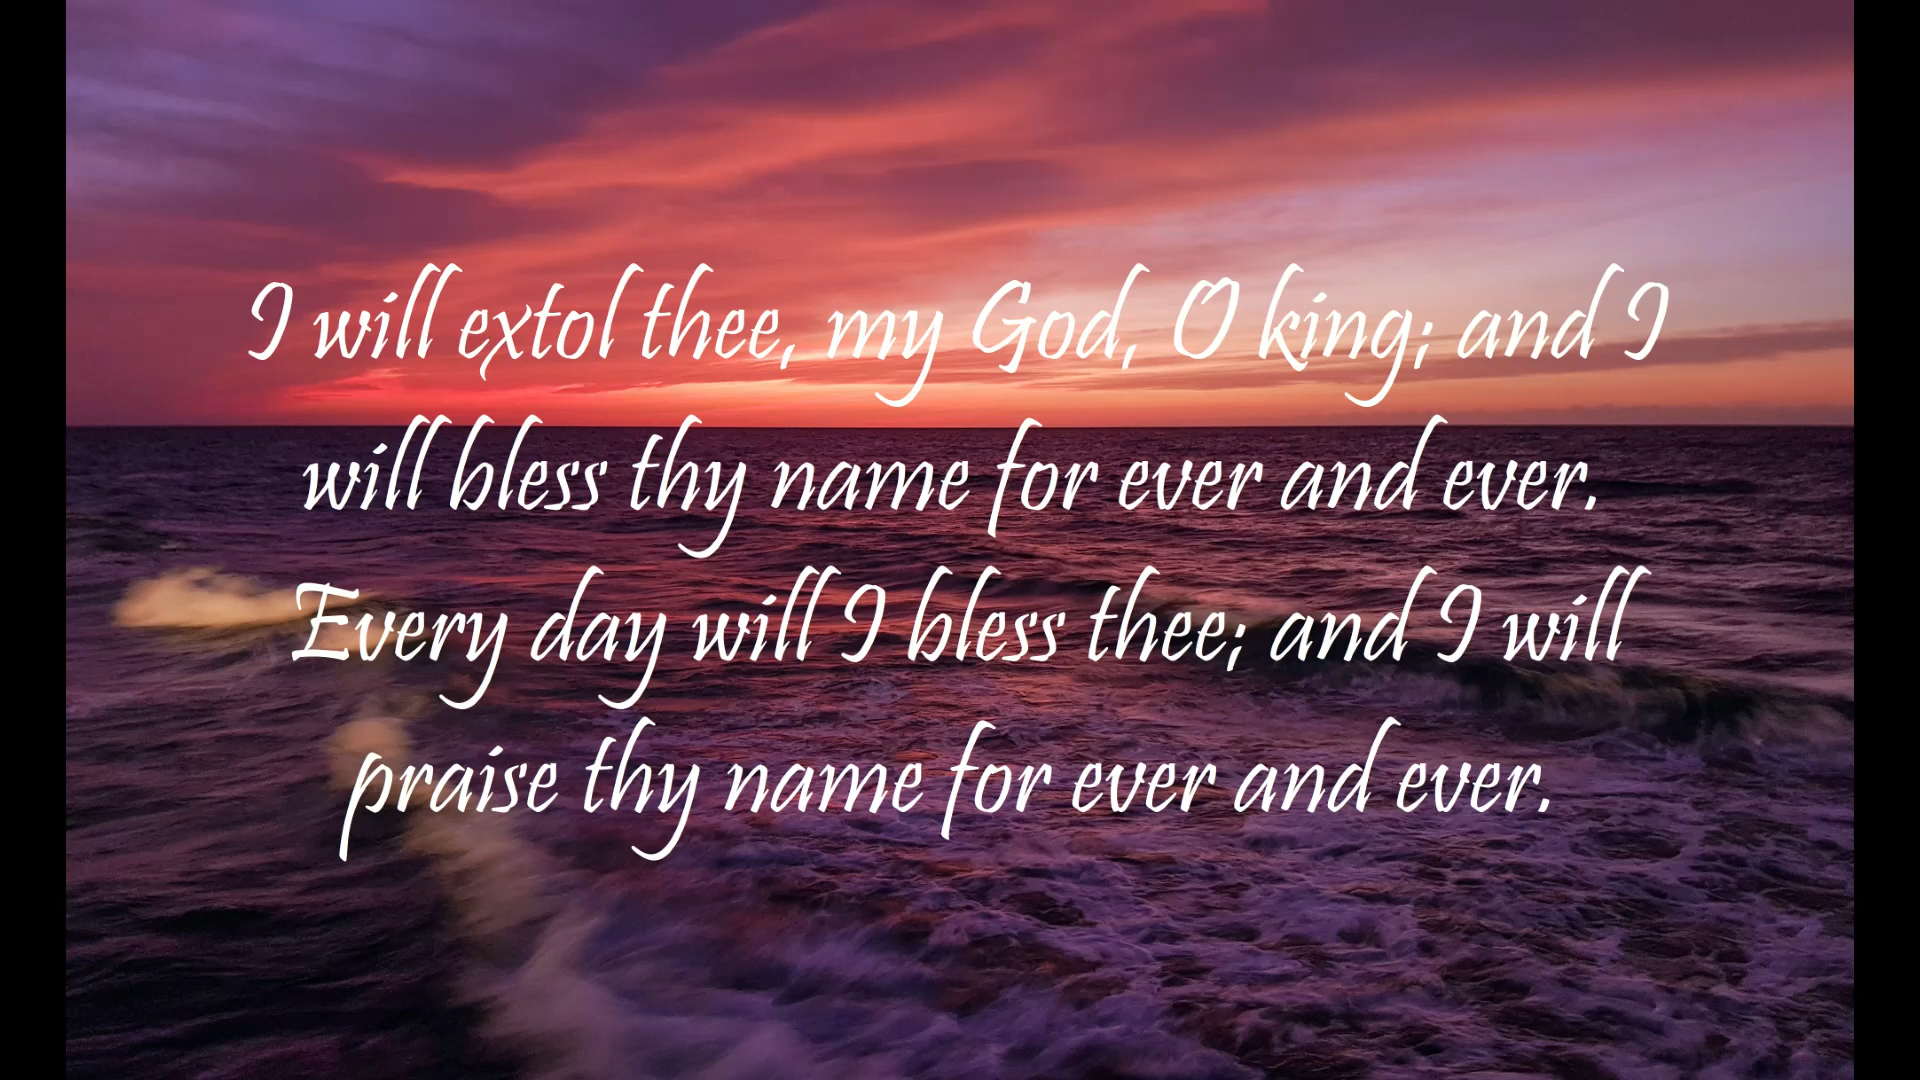 I will extol thee, my God, O king; and I
will bless thy name for ever and ever.
Every day will I bless thee; and I will
praise thy name for ever and ever.